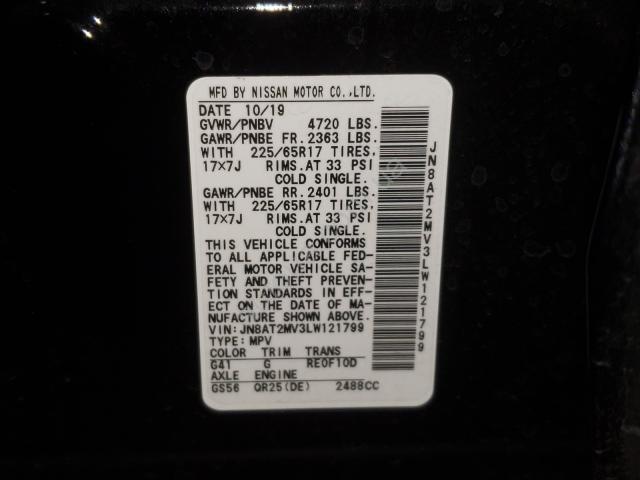 MFD BY NISSAN MOTOR CO.,LTD.
DATE 10/19
GVWR/PNBV 4720 LBS.
GAWR/PNBE FR. 2363 LBS.
WITH 225/65R17 TIRES,
17×7J RIMS.AT 33 PSI
COLD SINGLE.
GAWR/PNBE RR. 2401 LBS.
WITH 225/65R17 TIRES,
17×7J RIMS.AT 33 PSI
COLD SINGLE.
THIS VEHICLE CONFORMS
TO ALL APPLICABLE FED-
ERAL MOTOR VEHICLE SA-
FETY AND THEFT PREVEN-
TION STANDARDS IN EFF-
ECT ON THE DATE OF MA-
NUFACTURE SHOWN ABOVE.
VIN: JN8AT2MV3LW121799
TYPE: MPV
COLOR TRIM TRANS
G41 G RE0F10D
AXLE ENGINE
GS56 QR25(DE) 2488CC
JN8AT2MV3LW121799